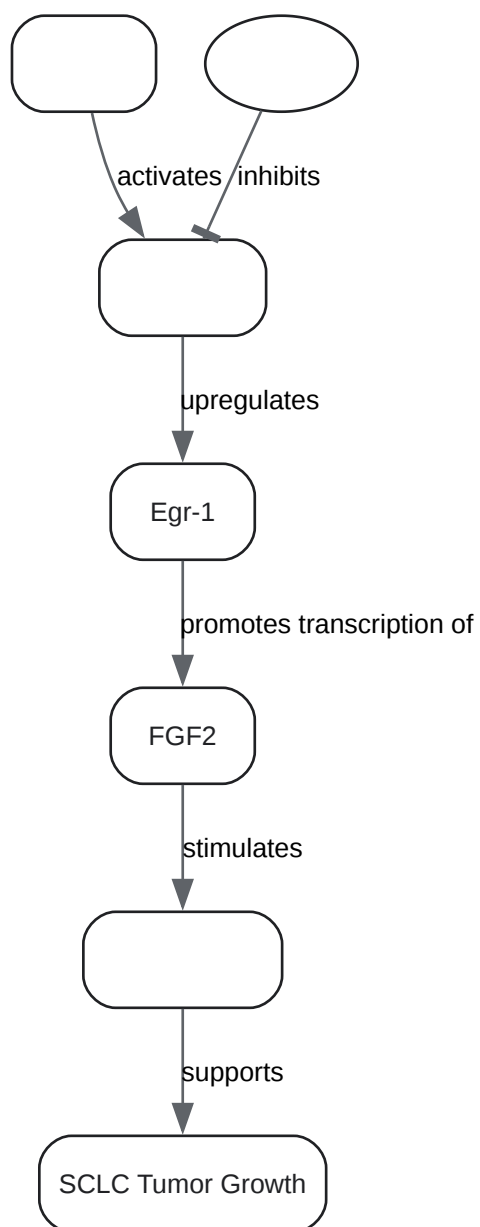 activates
inhibits
upregulates
Egr-1
promotes transcription of
FGF2
stimulates
supports
SCLC Tumor Growth